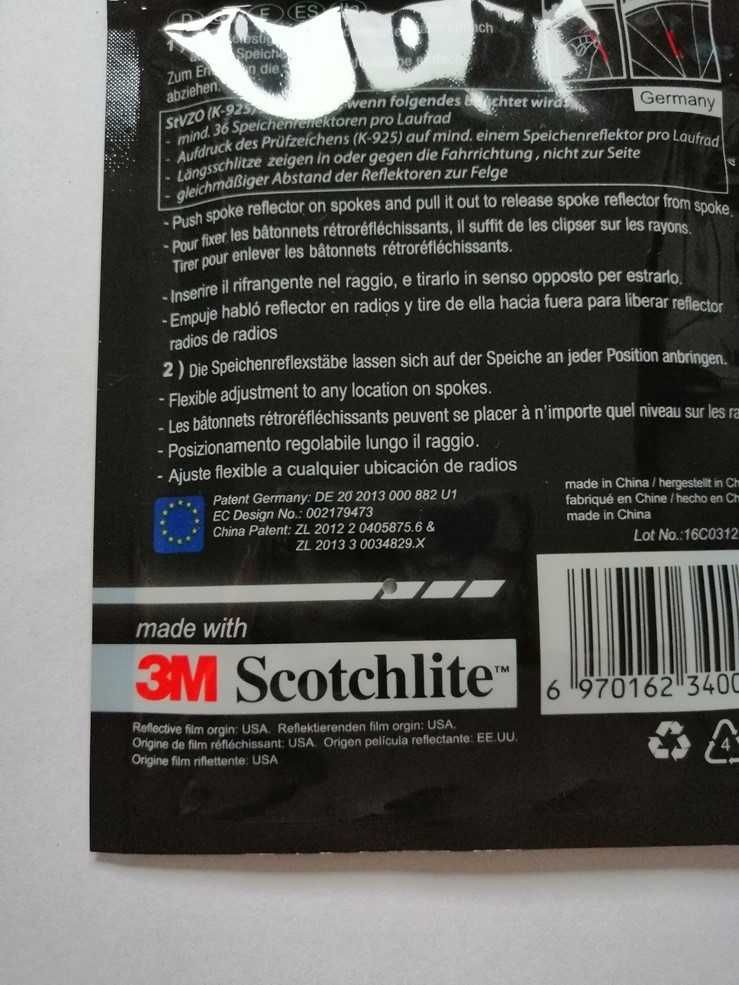 D E ES
Zum
abziehen.
Germany
StVZO (K-925) wenn folgendes wird:
- mind. 36 Speichenreflektoren pro Laufrad
- Aufdruck des Prüfzeichens (K-925) auf mind. einem Speichenreflektor pro Laufrad
- Längsschlitze zeigen in oder gegen die Fahrrichtung, nicht zur Seite
- gleichmäßiger Abstand der Reflektoren zur Felge
- Push spoke reflector on spokes and pull it out to release spoke reflector from spoke.
- Pour fixer les bâtonnets rétroréfléchissants, il suffit de les clipser sur les rayons.
Tirer pour enlever les bâtonnets rétroréfléchissants.
- Inserire il rifrangente nel raggio, e tirarlo in senso opposto per estrarlo.
- Empuje habló reflector en radios y tire de ella hacia fuera para liberar reflector
radios de radios
2 ) Die Speichenreflexstäbe lassen sich auf der Speiche an jeder Position anbringen.
- Flexible adjustment to any location on spokes.
- Les bâtonnets rétroréfléchissants peuvent se placer à n'importe quel niveau sur les ra
- Posizionamento regolabile lungo il raggio.
- Ajuste flexible a cualquier ubicación de radios
Patent Germany: DE 20 2013 000 882 U1
EC Design No.: 002179473
China Patent: ZL 2012 2 0405875.6 &
ZL 2013 3 0034829.X
made in China / hergestellt in Ch
fabriqué en Chine / hecho en Ch
made in China
Lot No.:16C0312
made with
3M Scotchlite™
6 970162 3400
Reflective film orgin: USA. Reflektierenden film orgin: USA.
Origine de film réfléchissant: USA. Origen película reflectante: EE.UU.
Origine film riflettente: USA
4